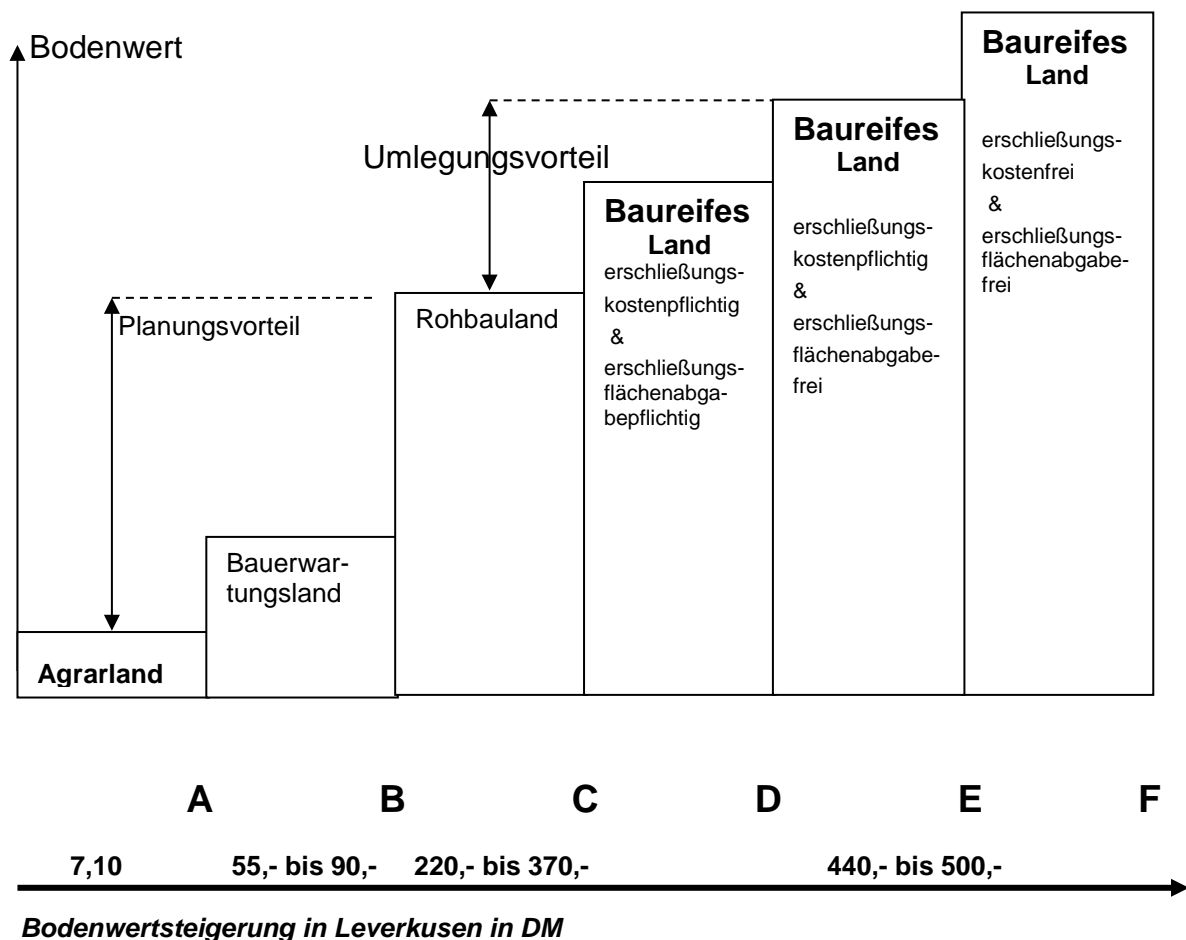 Bodenwert
Planungsvorteil
Umlegungsvorteil
Agrarland
Bauerwar-
tungsland
Rohbauland
Baureifes
Land
erschließungs-
kostenpflichtig
&
erschließungs-
flächenabga-
bepflichtig
Baureifes
Land
erschließungs-
kostenpflichtig
&
erschließungs-
flächenabgabe-
frei
Baureifes
Land
erschließungs-
kostenfrei
&
erschließungs-
flächenabgabe-
frei
A B C D E F
7,10 55,- bis 90,- 220,- bis 370,- 440,- bis 500,-
Bodenwertsteigerung in Leverkusen in DM